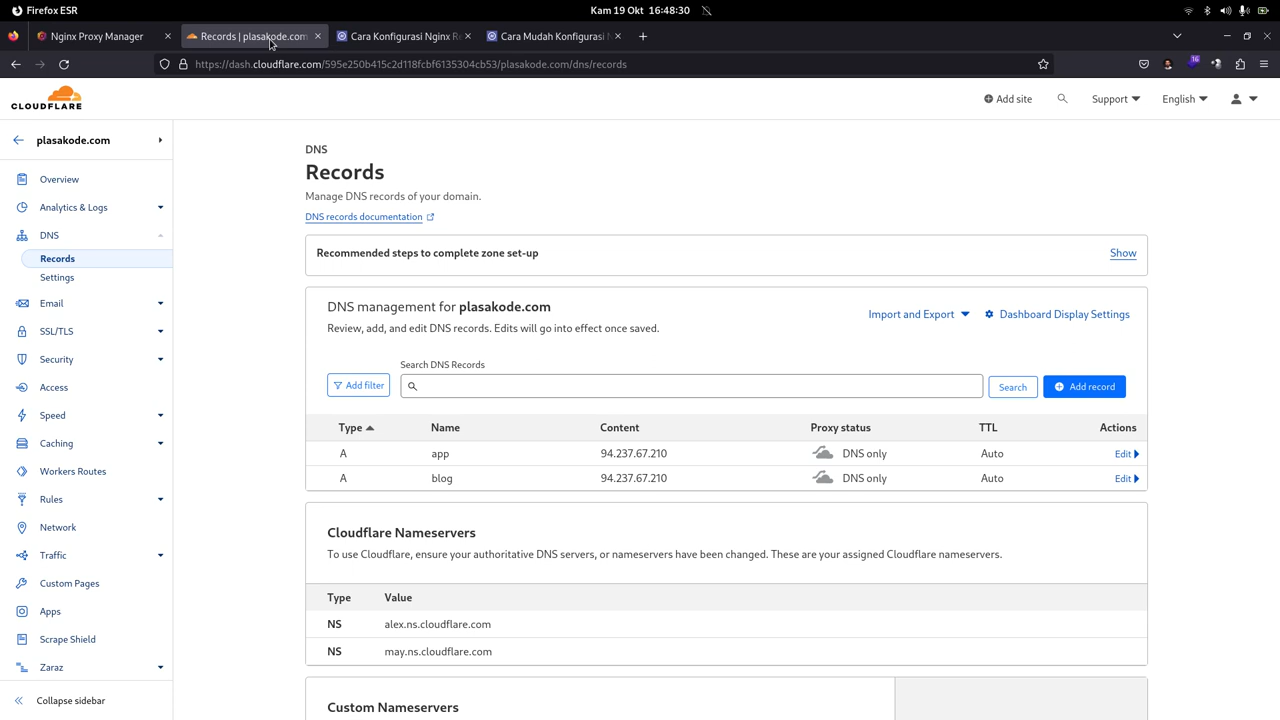 Firefox ESR
Kam 19 Okt 16:48:30
Nginx Proxy Manager
Records | plasakode.com
Cara Konfigurasi Nginx Re
Cara Mudah Konfigurasi N
https://dash.cloudflare.com/595e250b415c2d118fcbf6135304cb53/plasakode.com/dns/records
16
CLOUDFLARE
Add site
Support
English
plasakode.com
Overview
Analytics & Logs
DNS
Records
Settings
Email
SSL/TLS
Security
Access
Speed
Caching
Workers Routes
Rules
Network
Traffic
Custom Pages
Apps
Scrape Shield
Zaraz
Collapse sidebar
DNS
Records
Manage DNS records of your domain.
DNS records documentation
Recommended steps to complete zone set-up
Show
DNS management for plasakode.com
Review, add, and edit DNS records. Edits will go into effect once saved.
Import and Export
Dashboard Display Settings
Search DNS Records
Add filter
Search
Add record
Type Name Content Proxy status TTL Actions
A app 94.237.67.210 DNS only Auto Edit
A blog 94.237.67.210 DNS only Auto Edit
Cloudflare Nameservers
To use Cloudflare, ensure your authoritative DNS servers, or nameservers have been changed. These are your assigned Cloudflare nameservers.
Type Value
NS alex.ns.cloudflare.com
NS may.ns.cloudflare.com
Custom Nameservers